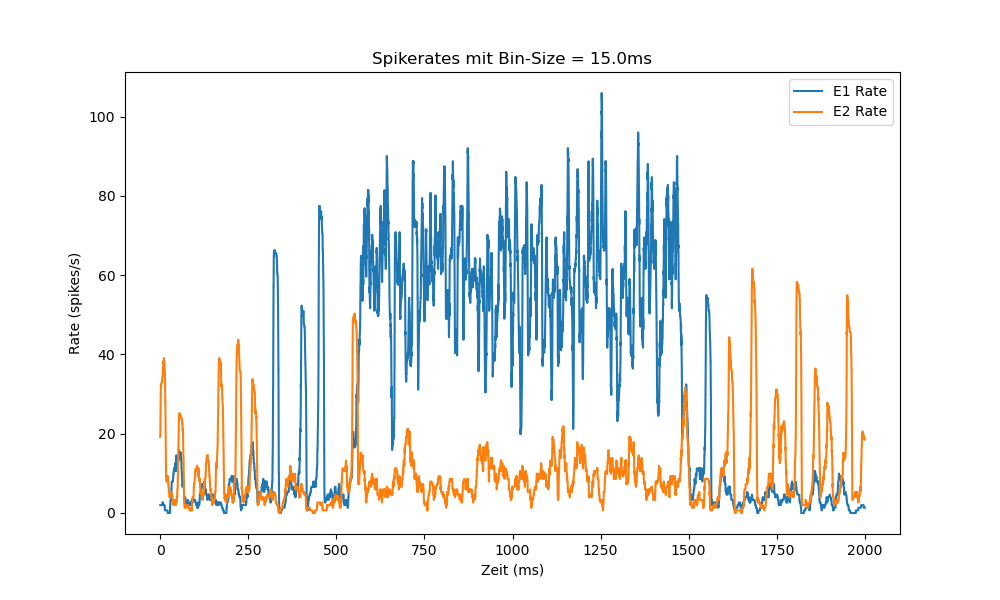 Spikerates mit Bin-Size = 15.0ms
E1 Rate
E2 Rate
Rate (spikes/s)
100
80
60
40
20
0
0 250 500 750 1000 1250 1500 1750 2000
Zeit (ms)